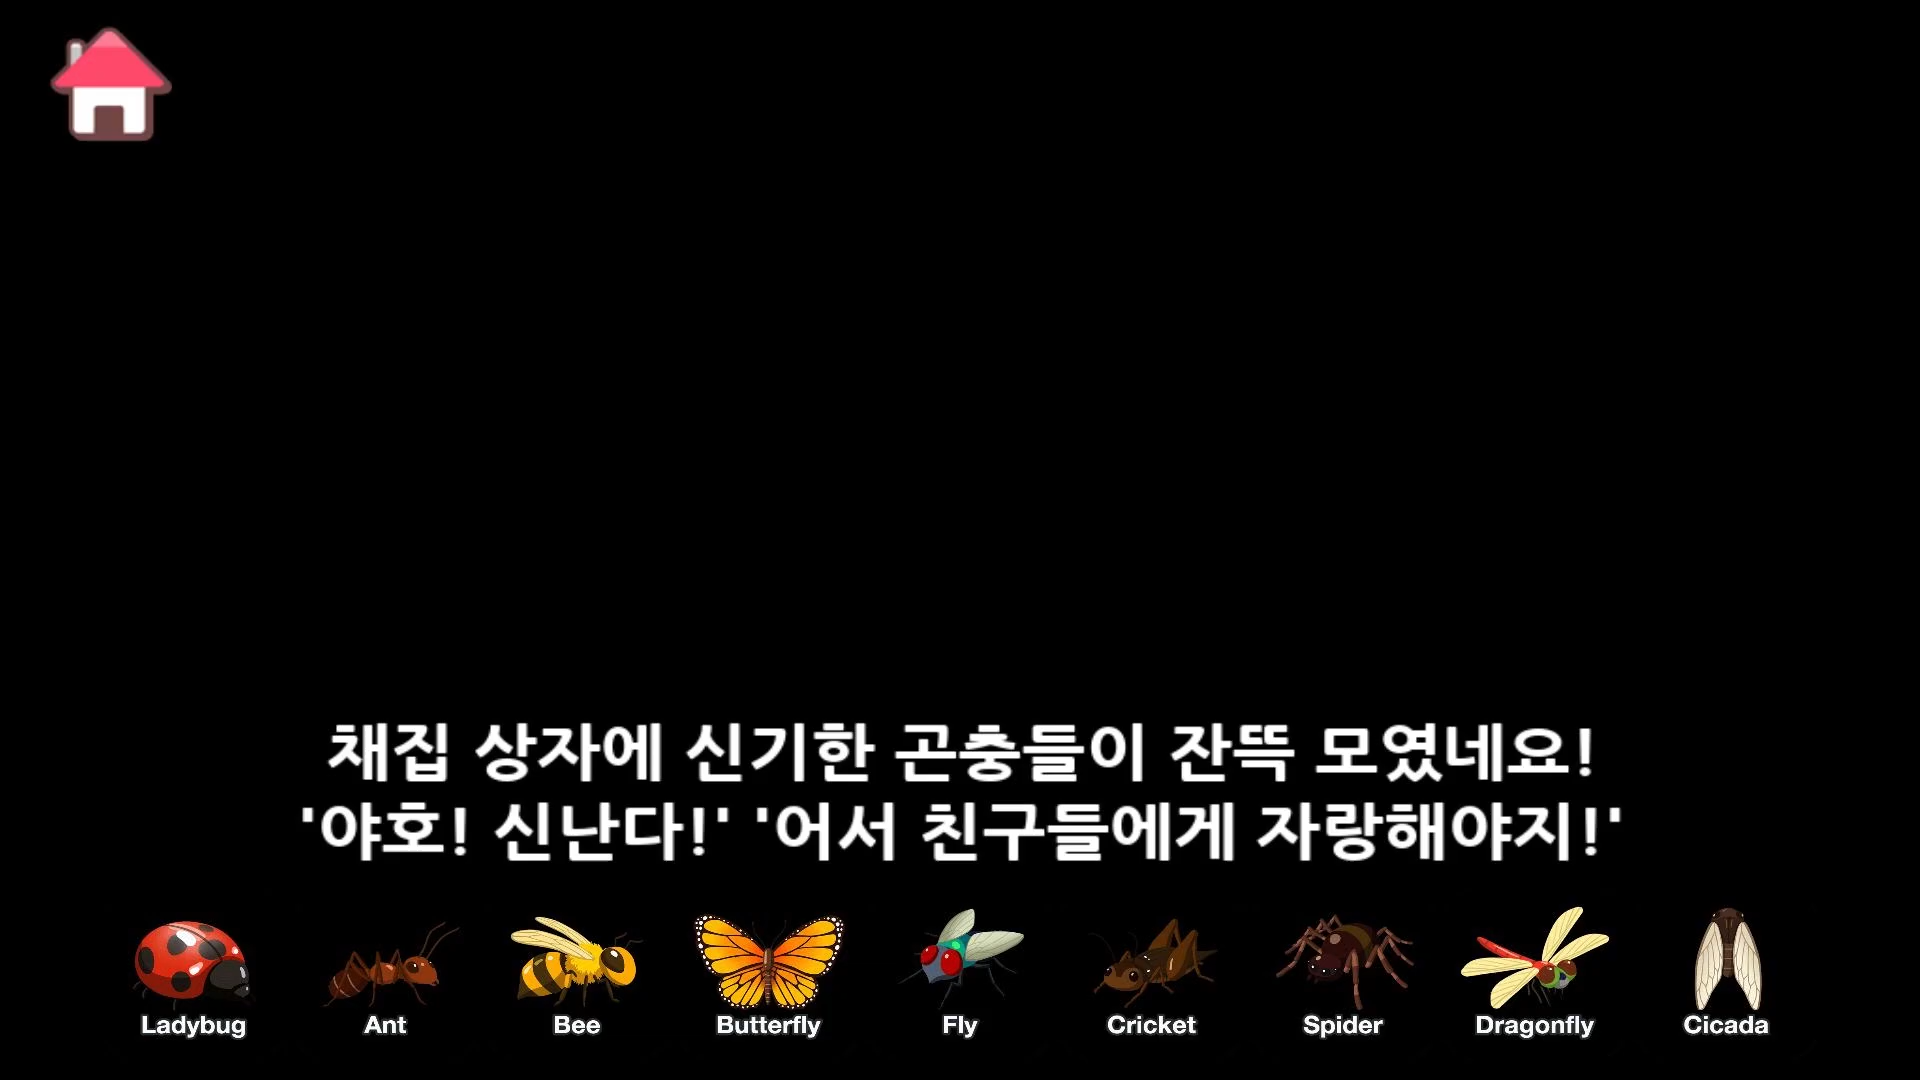 채집 상자에 신기한 곤충들이 잔뜩 모였네요!
'야호! 신난다!' '어서 친구들에게 자랑해야지!'
Ladybug Ant Bee Butterfly Fly Cricket Spider Dragonfly Cicada